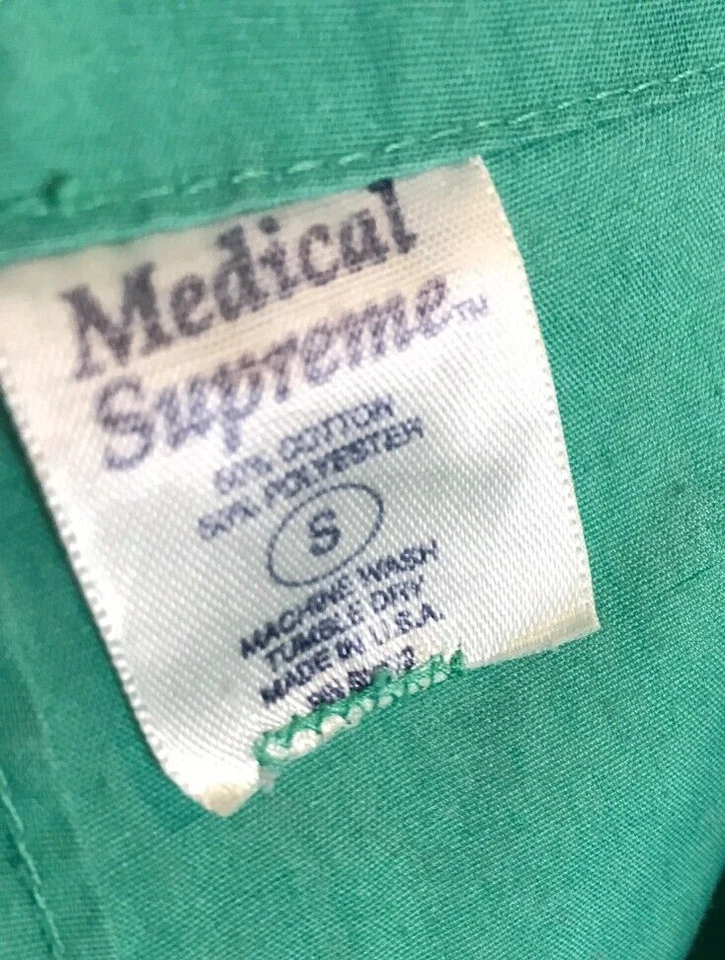 Medical
Supreme™
50% COTTON
50% POLYESTER
S
MACHINE WASH
TUMBLE DRY
MADE IN U.S.A.